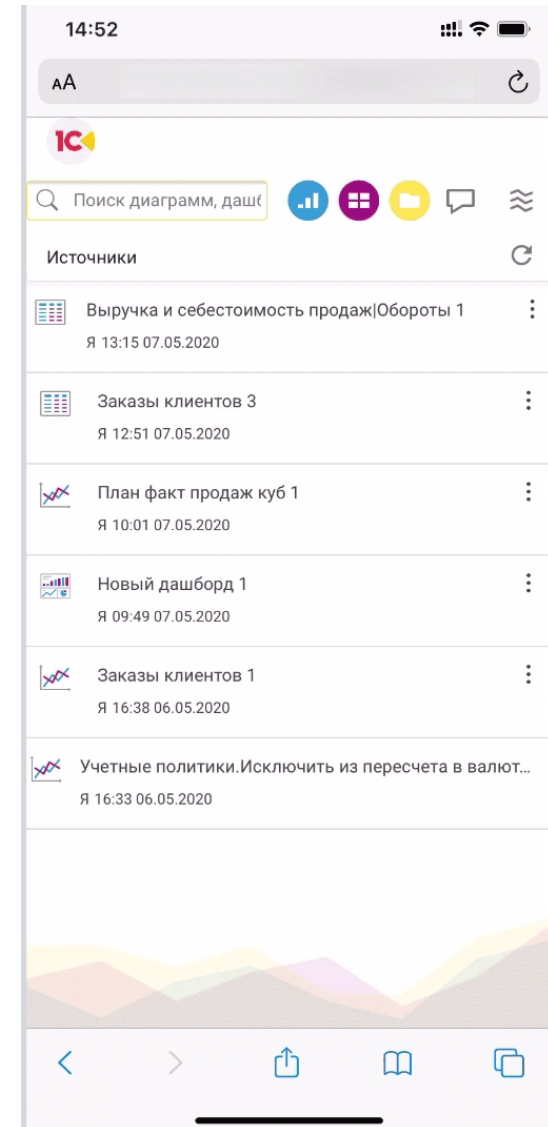 14:52
AA
1C
Поиск диаграмм, даш
Источники
Выручка и себестоимость продаж|Обороты 1
Я 13:15 07.05.2020
Заказы клиентов 3
Я 12:51 07.05.2020
План факт продаж куб 1
Я 10:01 07.05.2020
Новый дашборд 1
Я 09:49 07.05.2020
Заказы клиентов 1
Я 16:38 06.05.2020
Учетные политики.Исключить из пересчета в валют...
Я 16:33 06.05.2020